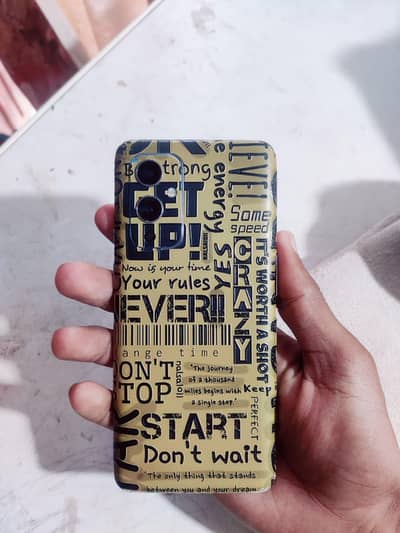 Be strong
GET
UP!
Now is your time
Your rules
EVER!!
ange time
ON'T
TOP
"The journey
of a thousand
miles begins with
a single step."
START
Don't wait
"The only thing that stands
between you and your dream
e energy
YES
Some
speed
CRAZY
IT'S WORTH A SHOT
Keep
PERFECT